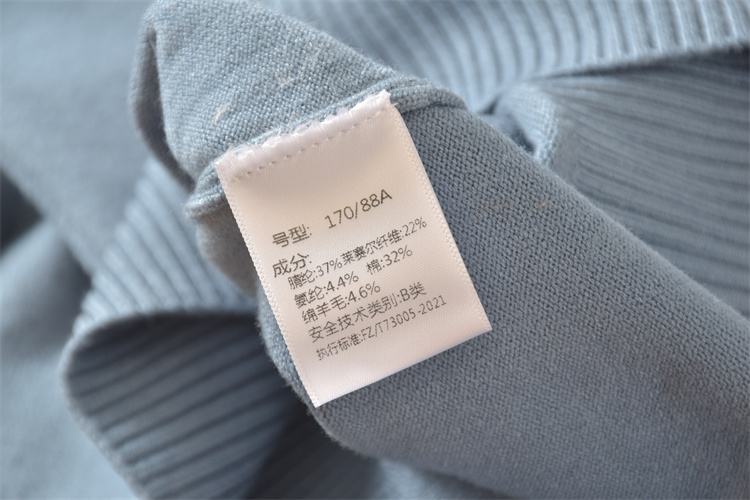 号型: 170/88A
成分:
腈纶:37%莱赛尔纤维:22%
氨纶:4.4% 棉:32%
绵羊毛:4.6%
安全技术类别:B类
执行标准:FZ/T73005-2021